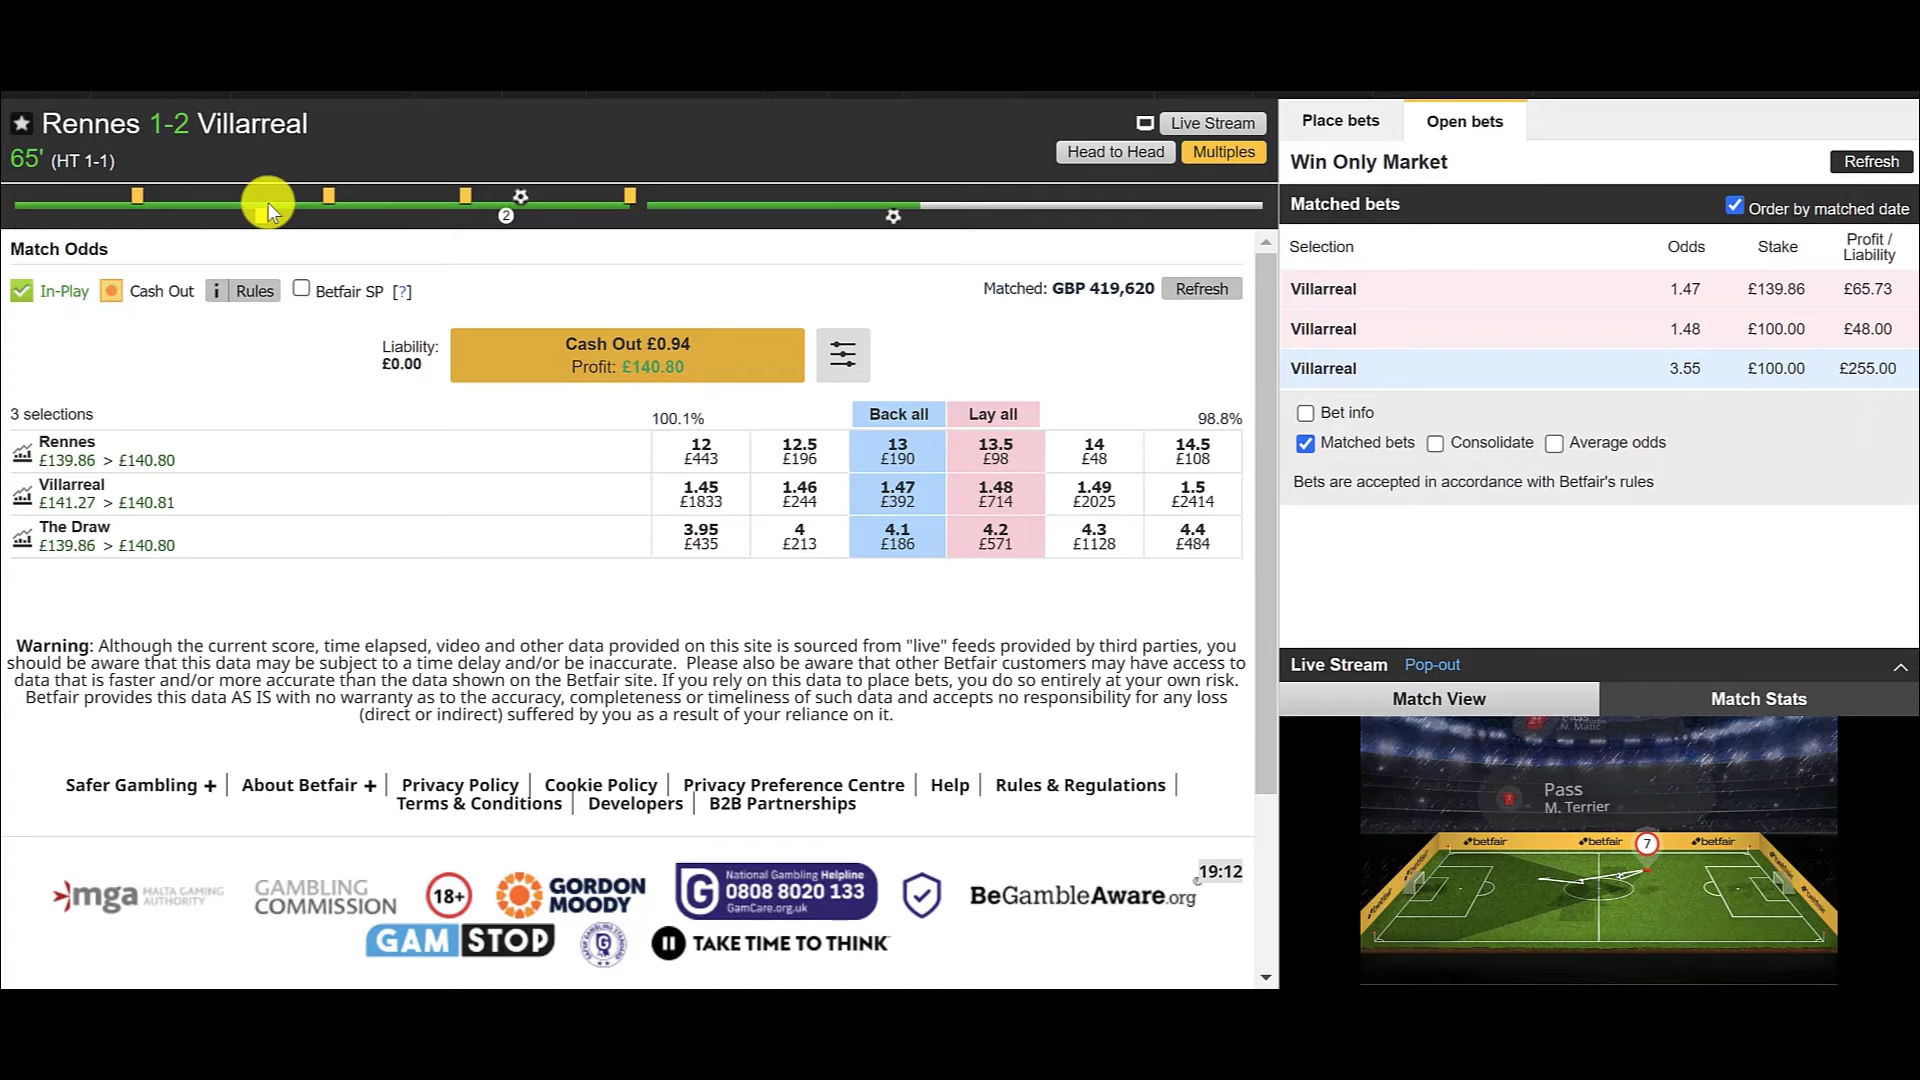 Rennes 1-2 Villarreal
65' (HT 1-1)
Live Stream
Head to Head
Multiples
2
Match Odds
In-Play
Cash Out
i Rules
Betfair SP [?]
Matched: GBP 419,620
Refresh
Liability:
£0.00
Cash Out £0.94
Profit: £140.80
3 selections
100.1%
Back all
Lay all
98.8%
Rennes
£139.86 > £140.80
12 12.5 13 13.5 14 14.5
£443 £196 £190 £98 £48 £108
Villarreal
£141.27 > £140.81
1.45 1.46 1.47 1.48 1.49 1.5
£1833 £244 £392 £714 £2025 £2414
The Draw
£139.86 > £140.80
3.95 4 4.1 4.2 4.3 4.4
£435 £213 £186 £571 £1128 £484
Warning: Although the current score, time elapsed, video and other data provided on this site is sourced from "live" feeds provided by third parties, you
should be aware that this data may be subject to a time delay and/or be inaccurate. Please also be aware that other Betfair customers may have access to
data that is faster and/or more accurate than the data shown on the Betfair site. If you rely on this data to place bets, you do so entirely at your own risk.
Betfair provides this data AS IS with no warranty as to the accuracy, completeness or timeliness of such data and accepts no responsibility for any loss
(direct or indirect) suffered by you as a result of your reliance on it.
Safer Gambling + | About Betfair + | Privacy Policy | Cookie Policy | Privacy Preference Centre | Help | Rules & Regulations |
Terms & Conditions | Developers | B2B Partnerships
mga MALTA GAMING AUTHORITY
GAMBLING COMMISSION
18+
GORDON MOODY
National Gambling Helpline
0808 8020 133
GamCare.org.uk
BeGambleAware.org
19:12
GAMSTOP
TAKE TIME TO THINK
Place bets
Open bets
Win Only Market
Refresh
Matched bets
Order by matched date
Selection Odds Stake Profit / Liability
Villarreal 1.47 £139.86 £65.73
Villarreal 1.48 £100.00 £48.00
Villarreal 3.55 £100.00 £255.00
Bet info
Matched bets Consolidate Average odds
Bets are accepted in accordance with Betfair's rules
Live Stream Pop-out
Match View
Match Stats
Pass
N. Matic
Pass
M. Terrier
7
betfair betfair betfair
7